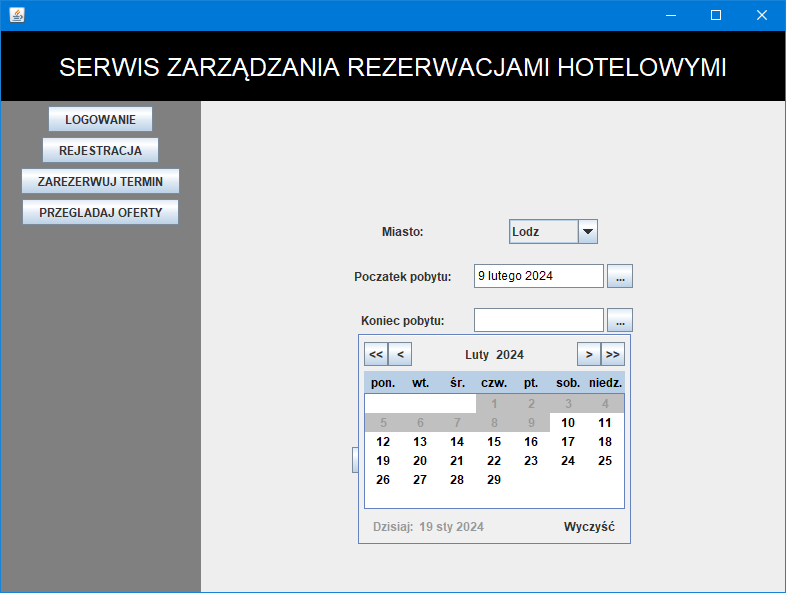 SERWIS ZARZĄDZANIA REZERWACJAMI HOTELOWYMI
LOGOWANIE
REJESTRACJA
ZAREZERWUJ TERMIN
PRZEGLADAJ OFERTY
Miasto: Lodz
Poczatek pobytu: 9 lutego 2024 ...
Koniec pobytu: ...
<< < Luty 2024 > >>
pon. wt. śr. czw. pt. sob. niedz.
1 2 3 4
5 6 7 8 9 10 11
12 13 14 15 16 17 18
19 20 21 22 23 24 25
26 27 28 29
Dzisiaj: 19 sty 2024 Wyczyść